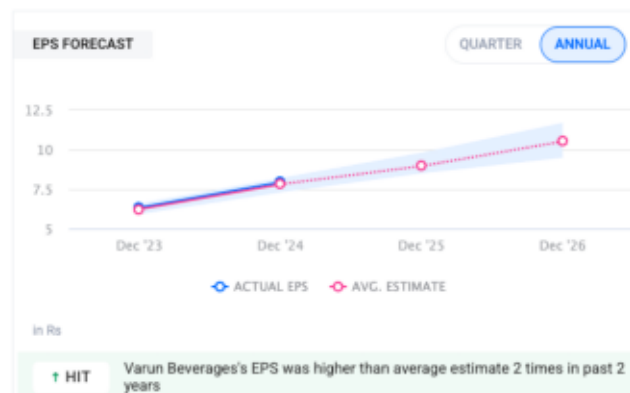 EPS FORECAST
QUARTER
ANNUAL
12.5
10
7.5
5
Dec '23
Dec '24
Dec '25
Dec '26
ACTUAL EPS
AVG. ESTIMATE
in Rs
↑ HIT
Varun Beverages's EPS was higher than average estimate 2 times in past 2
years